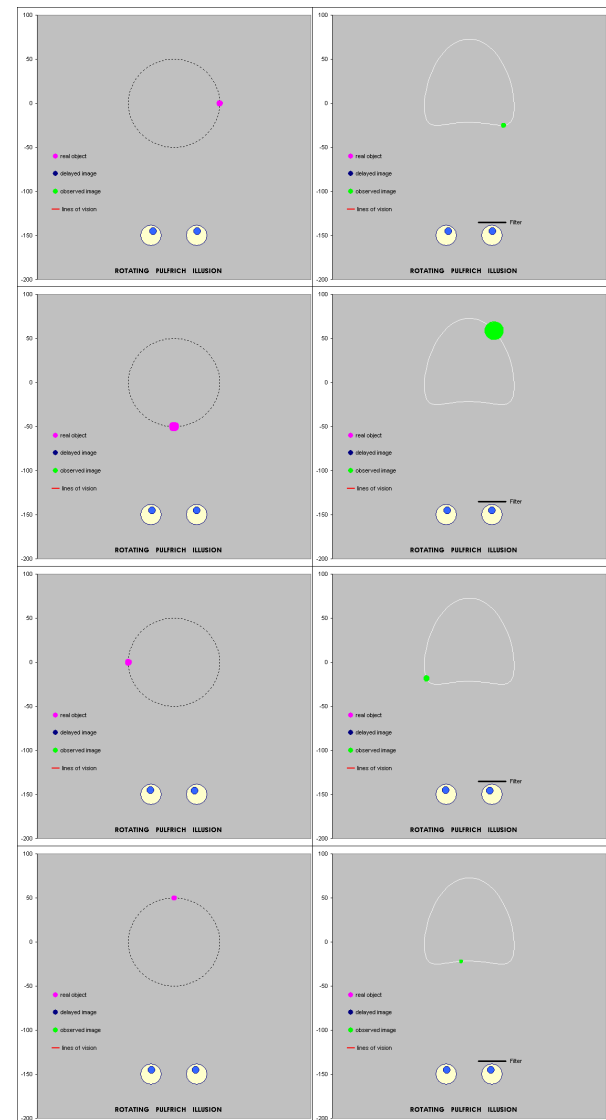 100
50
0
-50
real object
delayed image
-100 observed image
lines of vision
-150
ROTATING PULFRICH ILLUSION
-200
100
50
0
-50
real object
delayed image
-100 observed image
lines of vision
Filter
-150
ROTATING PULFRICH ILLUSION
-200
100
50
0
-50
real object
delayed image
-100 observed image
lines of vision
-150
ROTATING PULFRICH ILLUSION
-200
100
50
0
-50
real object
delayed image
-100 observed image
lines of vision
Filter
-150
ROTATING PULFRICH ILLUSION
-200
100
50
0
-50
real object
delayed image
-100 observed image
lines of vision
-150
ROTATING PULFRICH ILLUSION
-200
100
50
0
-50
real object
delayed image
-100 observed image
lines of vision
Filter
-150
ROTATING PULFRICH ILLUSION
-200
100
50
0
-50
real object
delayed image
-100 observed image
lines of vision
-150
ROTATING PULFRICH ILLUSION
-200
100
50
0
-50
real object
delayed image
-100 observed image
lines of vision
Filter
-150
ROTATING PULFRICH ILLUSION
-200